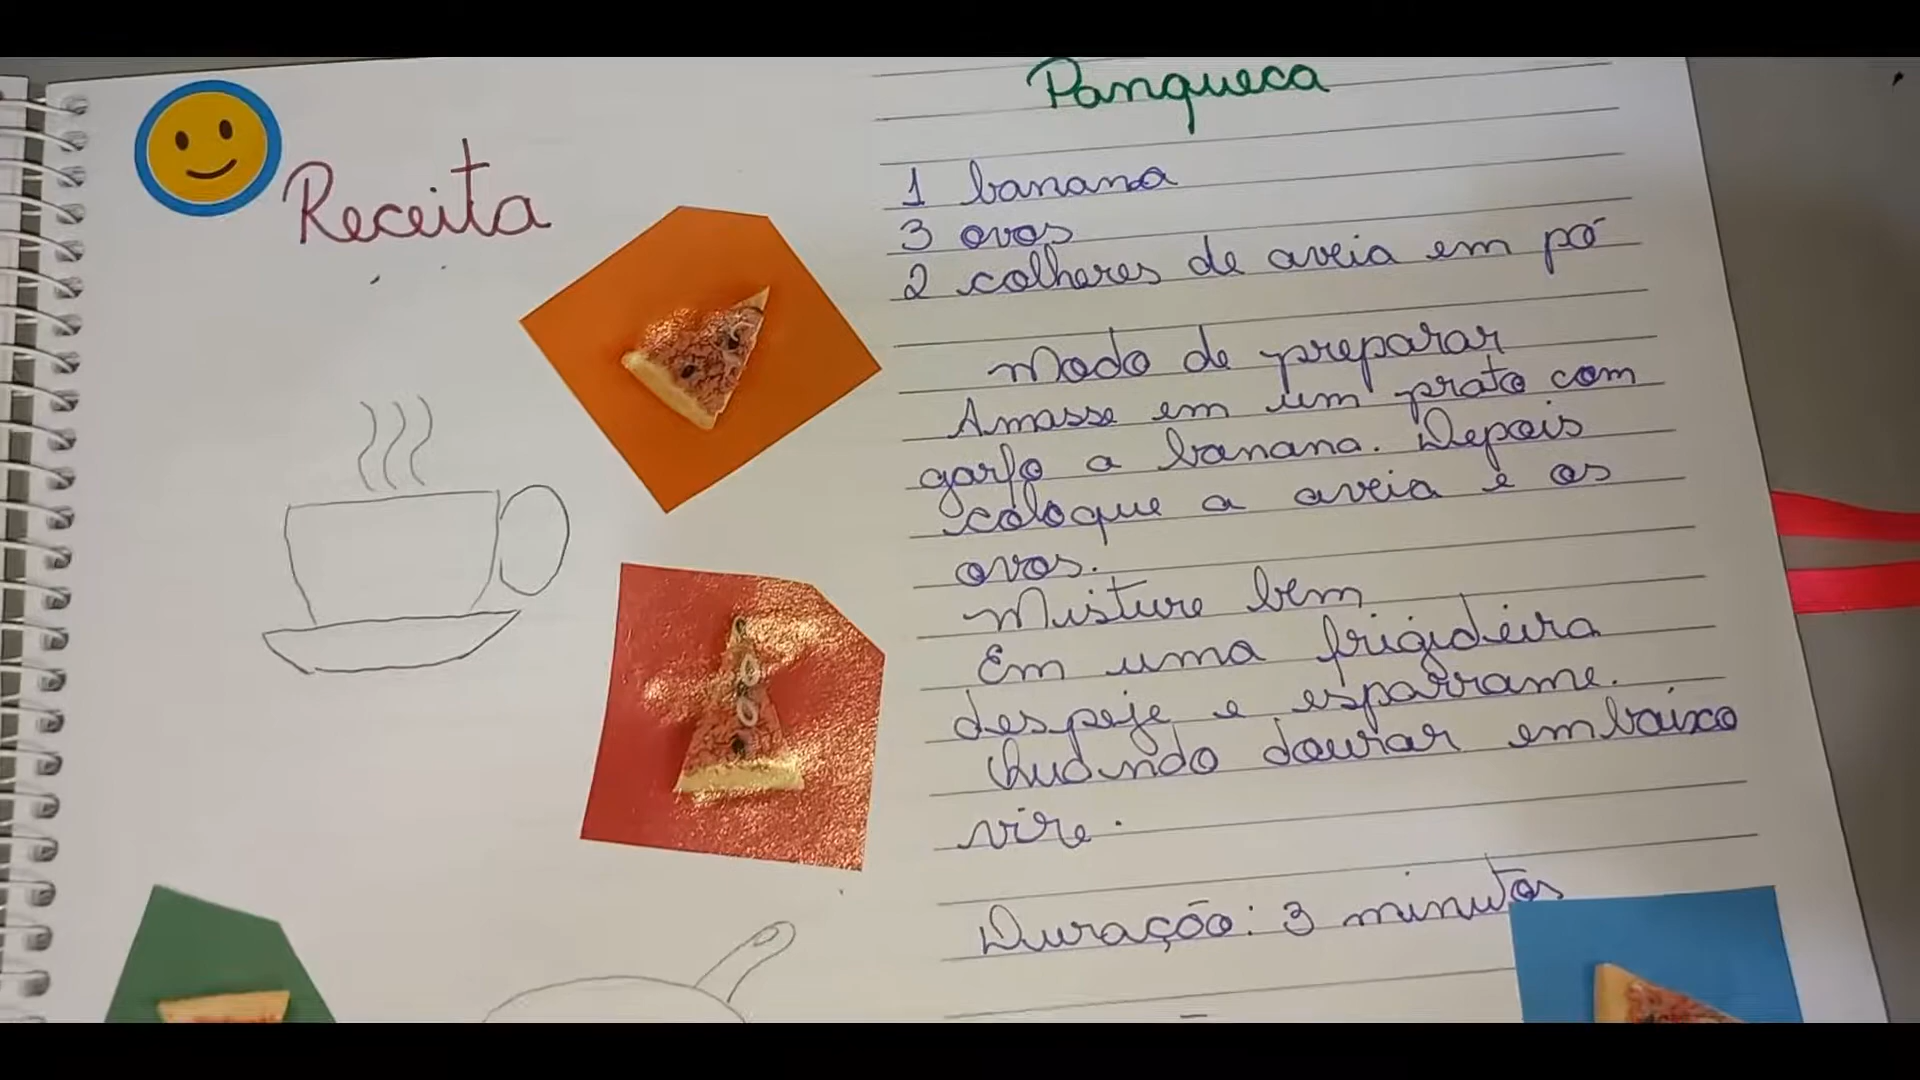 Receita
Panqueca
1 banana
3 ovos
2 colheres de aveia em pó
Modo de preparar
Amasse em um prato com
garfo a banana. Depois
coloque a aveia e os
ovos.
Misture bem
Em uma frigideira
despeje e esparrame.
dourar embaixo
vire.
Duração: 3 minutos